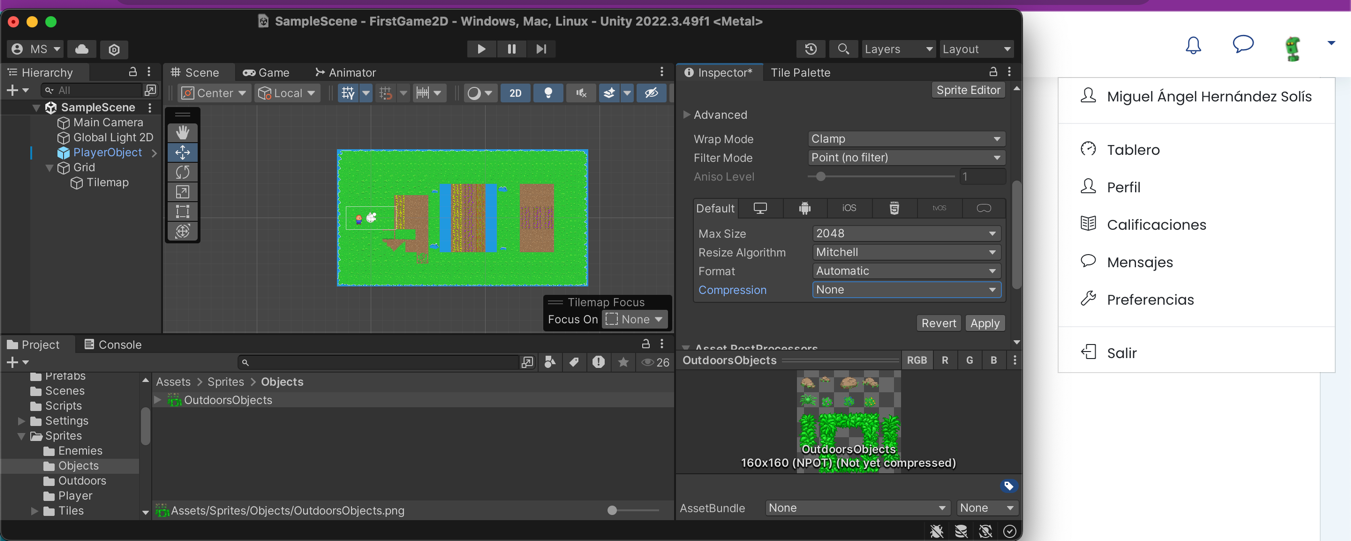 SampleScene - FirstGame2D - Windows, Mac, Linux - Unity 2022.3.49f1 <Metal>
MS
Layers
Layout
Hierarchy
All
SampleScene
Main Camera
Global Light 2D
PlayerObject
Grid
Tilemap
Scene
Game
Animator
Center
Local
2D
Tilemap Focus
Focus On
None
Inspector*
Tile Palette
Sprite Editor
Advanced
Wrap Mode
Clamp
Filter Mode
Point (no filter)
Aniso Level
1
Default
iOS
tvOS
Max Size
2048
Resize Algorithm
Mitchell
Format
Automatic
Compression
None
Revert
Apply
Asset PostProcessors
OutdoorsObjects
RGB
R
G
B
OutdoorsObjects
160x160 (NPOT) (Not yet compressed)
AssetBundle
None
None
Project
Console
26
Prefabs
Scenes
Scripts
Settings
Sprites
Enemies
Objects
Outdoors
Player
Tiles
Assets > Sprites > Objects
OutdoorsObjects
Assets/Sprites/Objects/OutdoorsObjects.png
Miguel Ángel Hernández Solís
Tablero
Perfil
Calificaciones
Mensajes
Preferencias
Salir